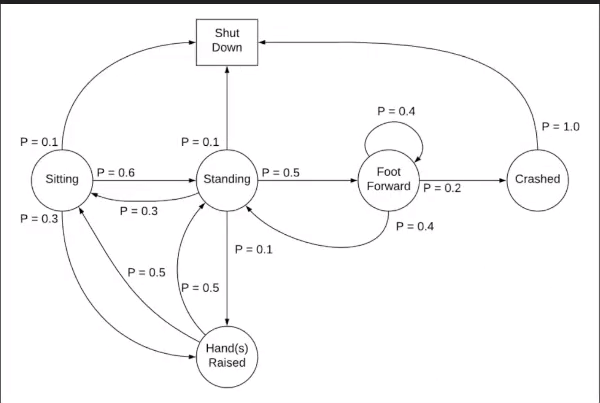 Shut
Down
P = 0.4
P = 1.0
P = 0.1
P = 0.1
Sitting
P = 0.6
Standing
P = 0.5
Foot
Forward
P = 0.2
Crashed
P = 0.3
P = 0.3
P = 0.4
P = 0.1
P = 0.5
P = 0.5
Hand(s)
Raised